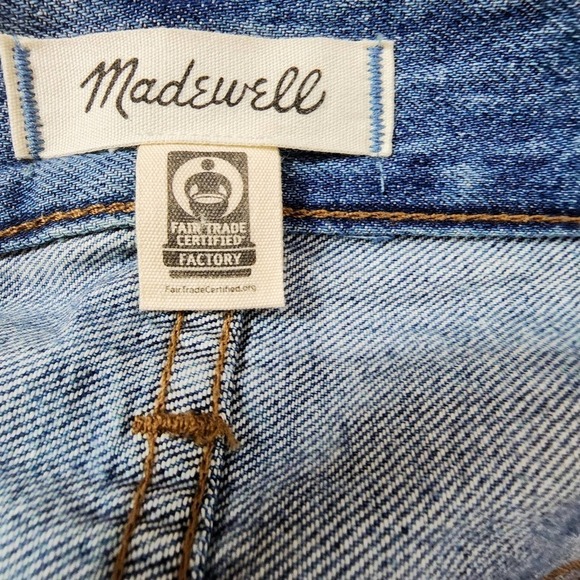 Madewell
FAIR TRADE
CERTIFIED
FACTORY
FairTradeCertified.org